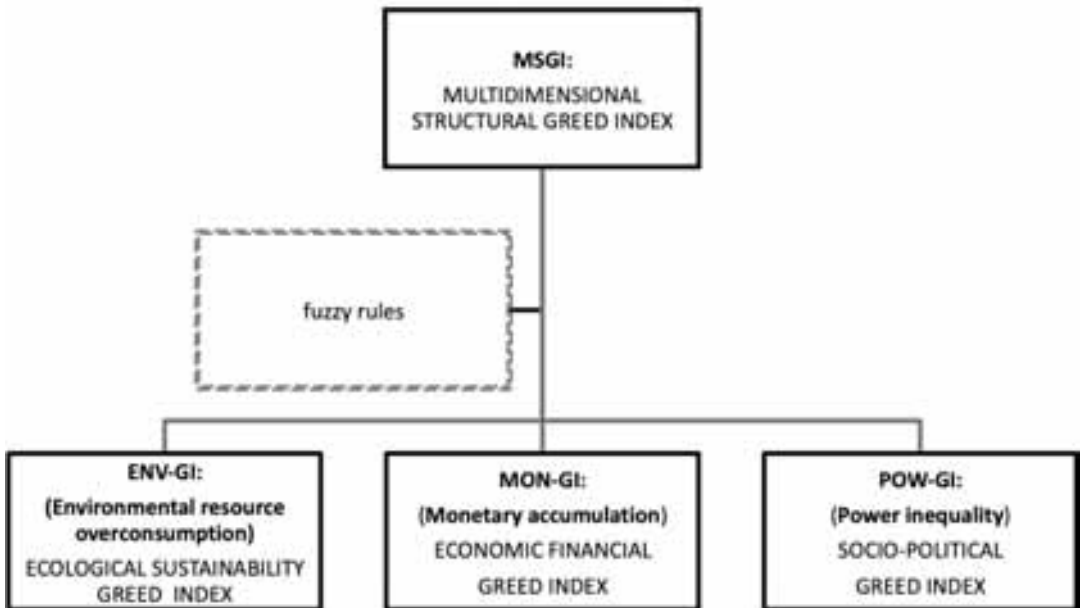 MSGI:
MULTIDIMENSIONAL
STRUCTURAL GREED INDEX
fuzzy rules
ENV-GI:
(Environmental resource
overconsumption)
ECOLOGICAL SUSTAINABILITY
GREED INDEX
MON-GI:
(Monetary accumulation)
ECONOMIC FINANCIAL
GREED INDEX
POW-GI:
(Power inequality)
SOCIO-POLITICAL
GREED INDEX